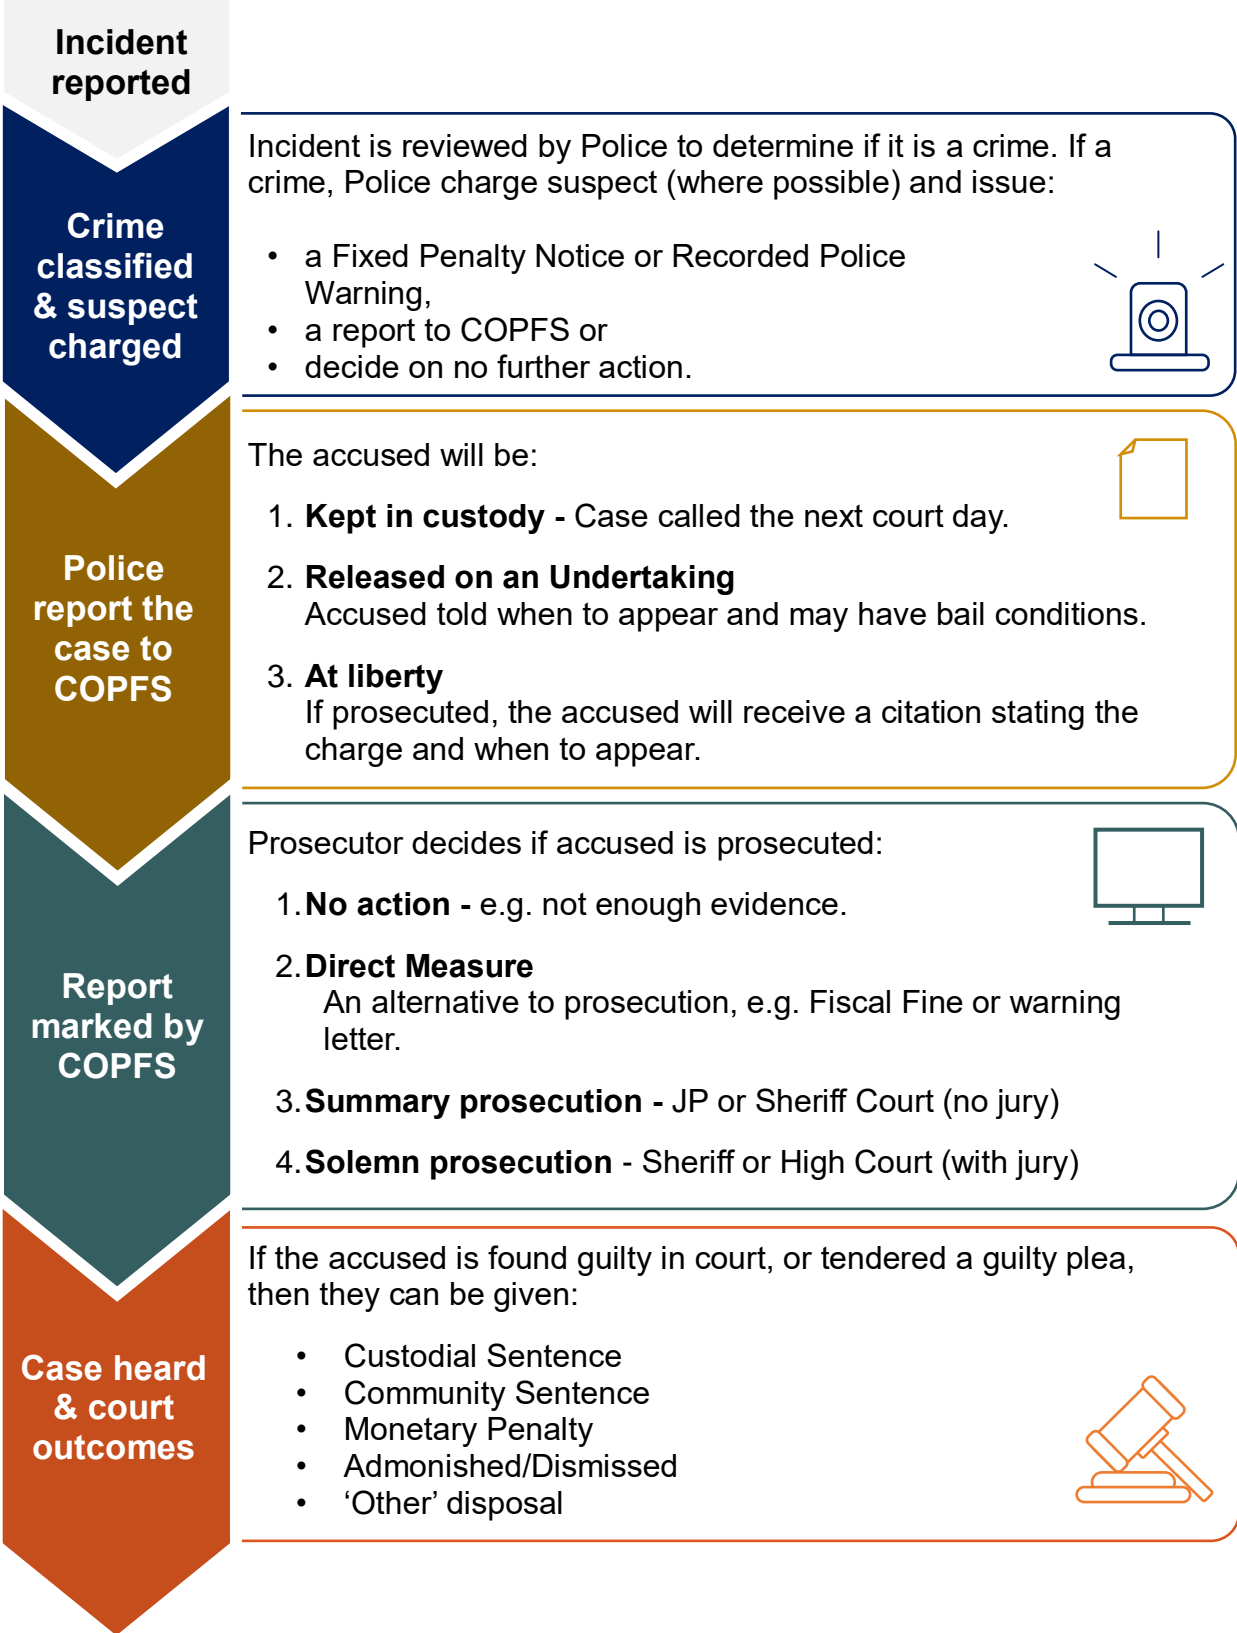 Incident
reported
Crime
classified
& suspect
charged
Incident is reviewed by Police to determine if it is a crime. If a
crime, Police charge suspect (where possible) and issue:
• a Fixed Penalty Notice or Recorded Police
Warning,
• a report to COPFS or
• decide on no further action.
Police
report the
case to
COPFS
The accused will be:
1. Kept in custody - Case called the next court day.
2. Released on an Undertaking
Accused told when to appear and may have bail conditions.
3. At liberty
If prosecuted, the accused will receive a citation stating the
charge and when to appear.
Report
marked by
COPFS
Prosecutor decides if accused is prosecuted:
1. No action - e.g. not enough evidence.
2. Direct Measure
An alternative to prosecution, e.g. Fiscal Fine or warning
letter.
3. Summary prosecution - JP or Sheriff Court (no jury)
4. Solemn prosecution - Sheriff or High Court (with jury)
Case heard
& court
outcomes
If the accused is found guilty in court, or tendered a guilty plea,
then they can be given:
• Custodial Sentence
• Community Sentence
• Monetary Penalty
• Admonished/Dismissed
• ‘Other’ disposal